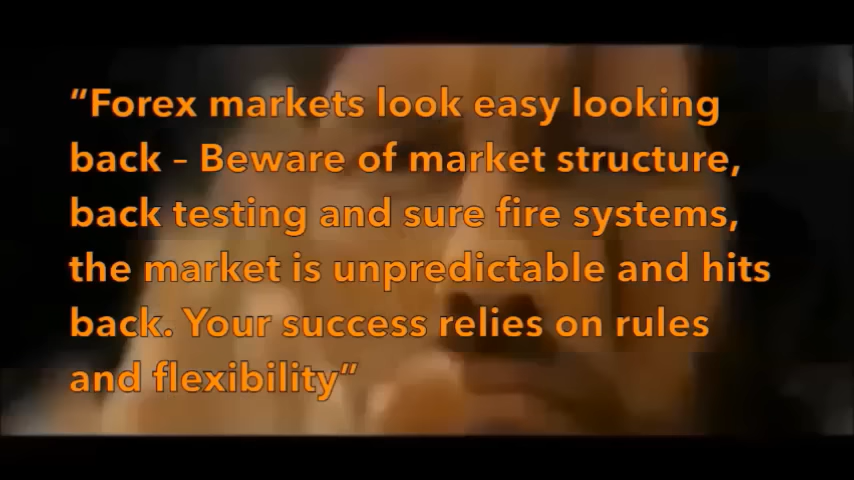 “Forex markets look easy looking
back – Beware of market structure,
back testing and sure fire systems,
the market is unpredictable and hits
back. Your success relies on rules
and flexibility”